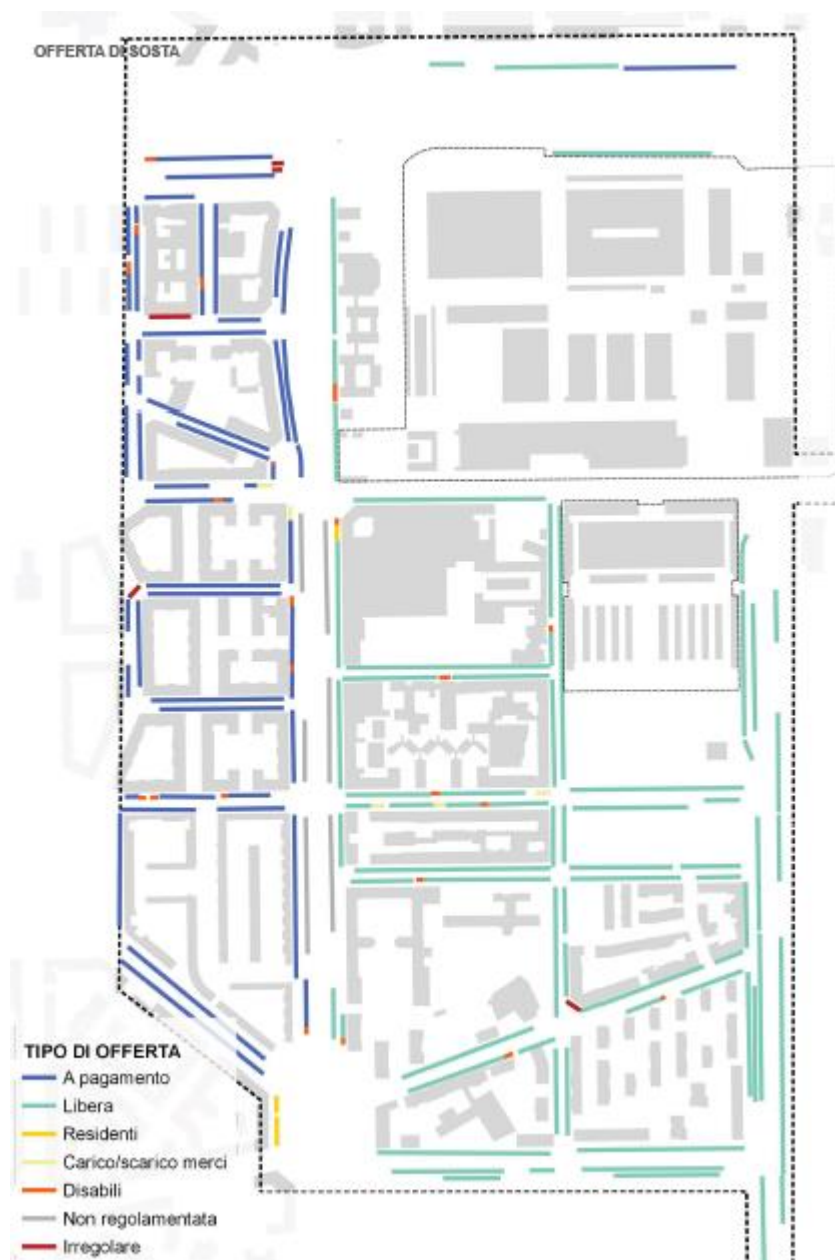 OFFERTA DI SOSTA
TIPO DI OFFERTA
A pagamento
Libera
Residenti
Carico/scarico merci
Disabili
Non regolamentata
Irregolare